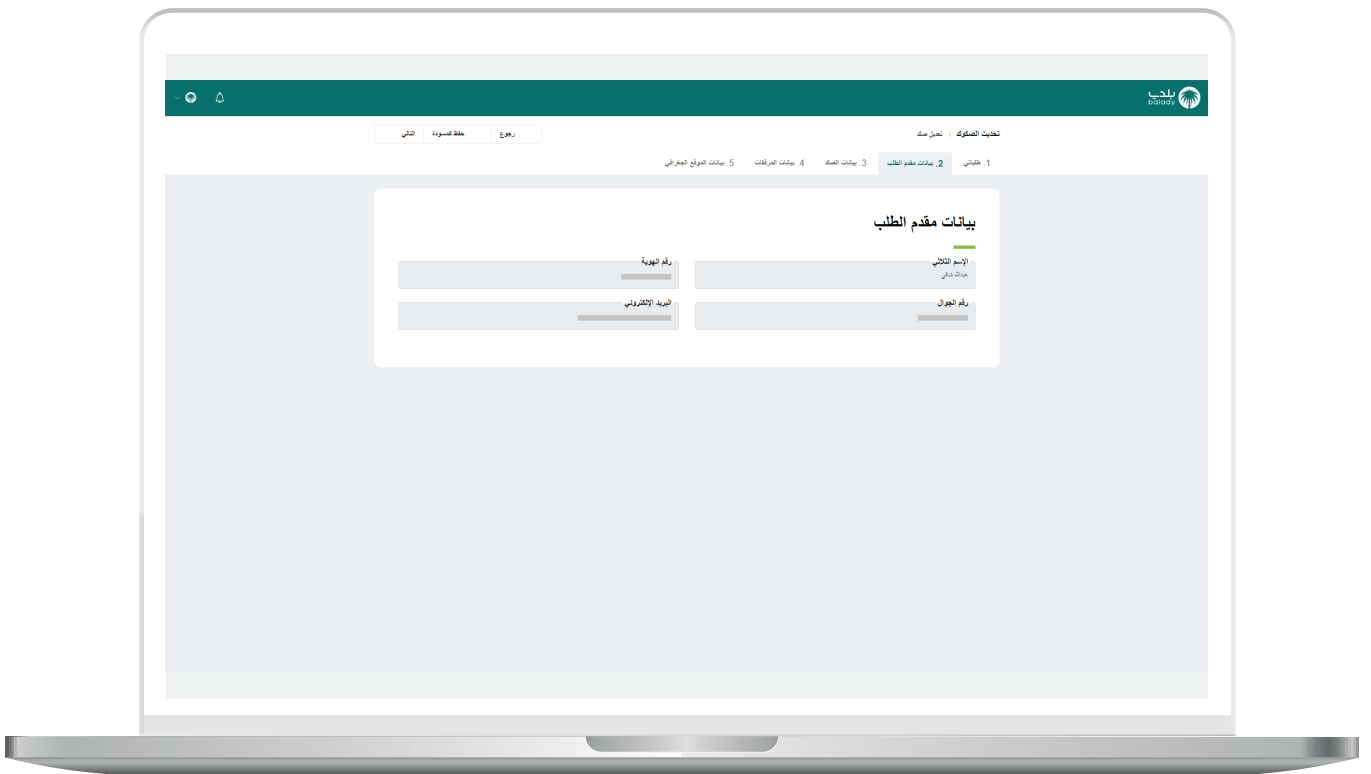 بلدي
balady
تحديث الصكوك / تعديل صك
رجوع
حفظ كمسودة
التالي
1. طلباتي
2. بيانات مقدم الطلب
3. بيانات الصك
4. بيانات المرفقات
5. بيانات الموقع الجغرافي
بيانات مقدم الطلب
الإسم الثلاثي
رقم الهوية
عبدالله
رقم الجوال
البريد الإلكتروني